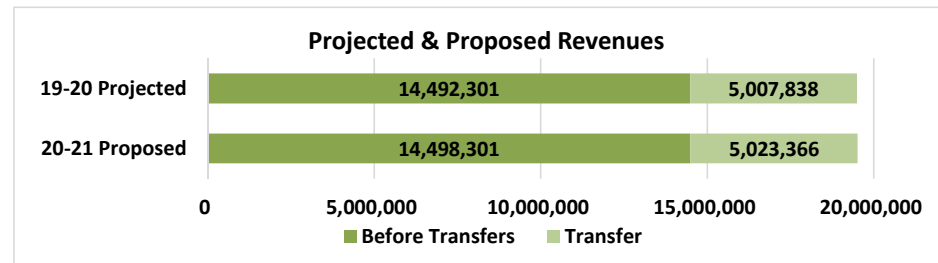 Projected & Proposed Revenues
19-20 Projected 14,492,301 5,007,838
20-21 Proposed 14,498,301 5,023,366
0 5,000,000 10,000,000 15,000,000 20,000,000
Before Transfers Transfer